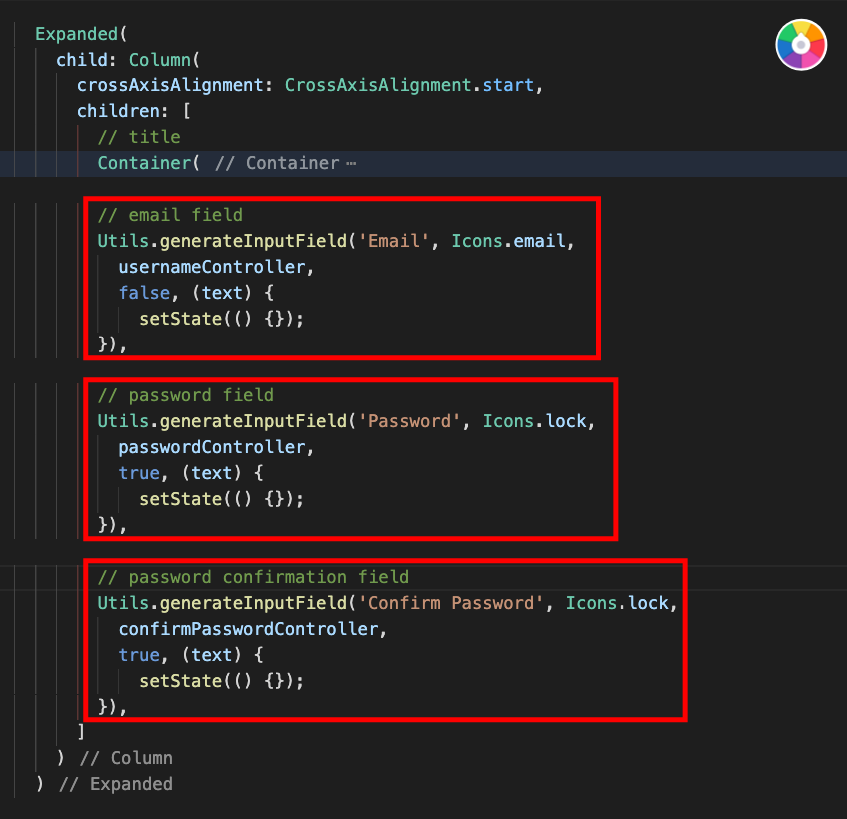 Expanded(
child: Column(
crossAxisAlignment: CrossAxisAlignment.start,
children: [
// title
Container( // Container ⋯
// email field
Utils.generateInputField('Email', Icons.email,
usernameController,
false, (text) {
setState(() {});
}),
// password field
Utils.generateInputField('Password', Icons.lock,
passwordController,
true, (text) {
setState(() {});
}),
// password confirmation field
Utils.generateInputField('Confirm Password', Icons.lock,
confirmPasswordController,
true, (text) {
setState(() {});
}),
]
) // Column
) // Expanded